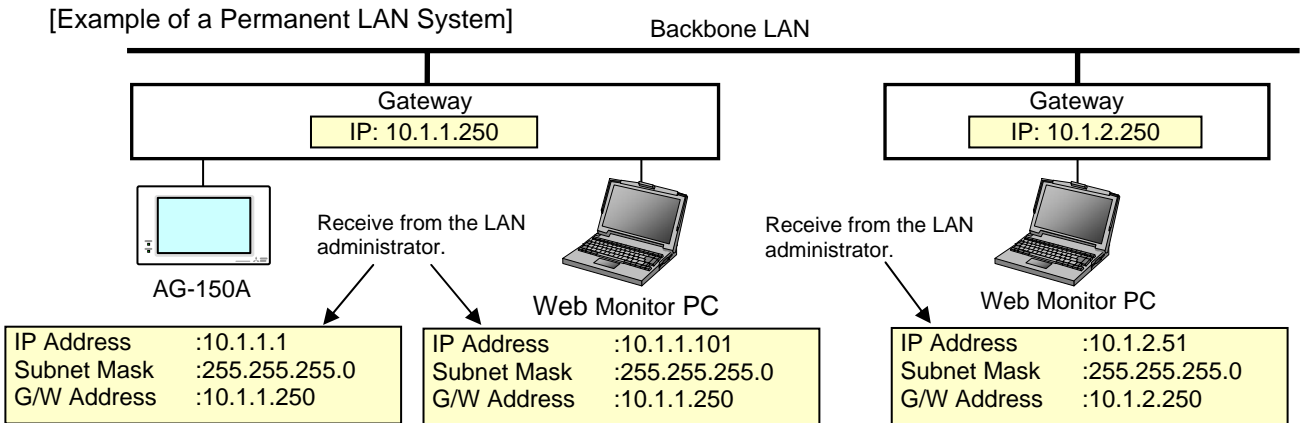 [Example of a Permanent LAN System]
Backbone LAN
Gateway
IP: 10.1.1.250
Gateway
IP: 10.1.2.250
Receive from the LAN
administrator.
Receive from the LAN
administrator.
AG-150A
Web Monitor PC
Web Monitor PC
IP Address :10.1.1.1
Subnet Mask :255.255.255.0
G/W Address :10.1.1.250
IP Address :10.1.1.101
Subnet Mask :255.255.255.0
G/W Address :10.1.1.250
IP Address :10.1.2.51
Subnet Mask :255.255.255.0
G/W Address :10.1.2.250